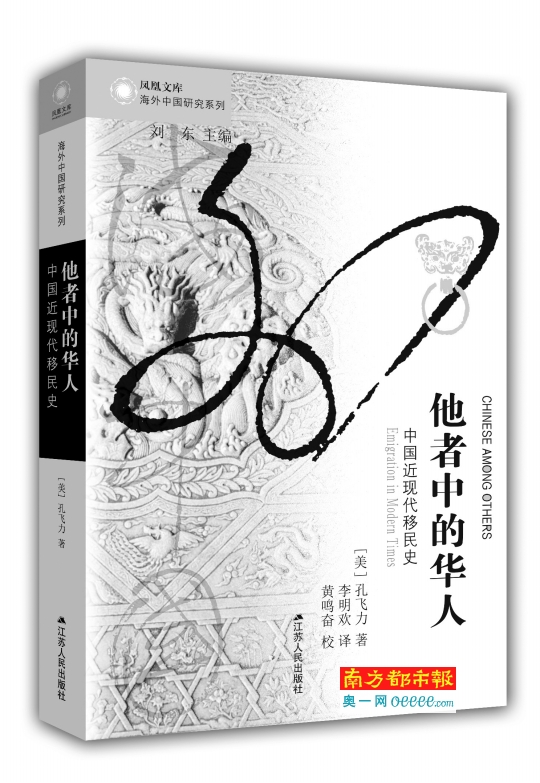 凤凰文库
海外中国研究系列
刘 东 主编
CHINESE AMONG OTHERS
他者中的华人
中国近现代移民史
Emigration in Modern Times
[美] 孔飞力 著
李明欢 译
黄鸣奋 校
江苏人民出版社
凤凰文库
海外中国研究系列
他者中的华人
中国近现代移民史
[美] 孔飞力 著
江苏人民出版社
南方都市報
奥一网 oeeee.com